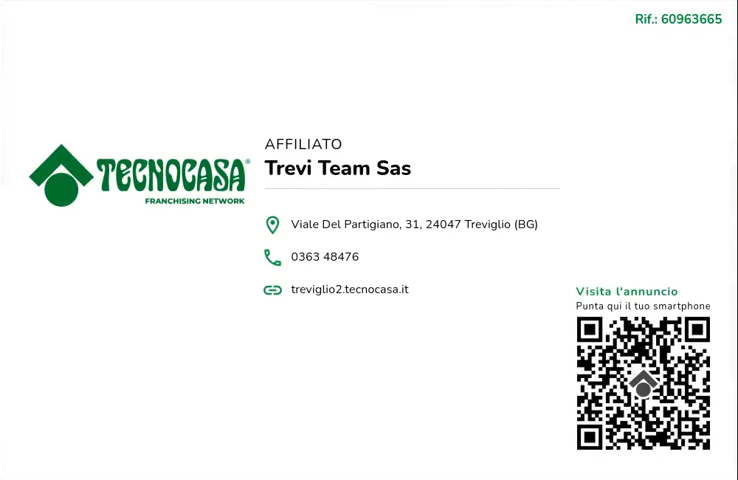 Rif.: 60963665
TECNOCASA®
FRANCHISING NETWORK
AFFILIATO
Trevi Team Sas
Viale Del Partigiano, 31, 24047 Treviglio (BG)
0363 48476
treviglio2.tecnocasa.it
Visita l'annuncio
Punta qui il tuo smartphone